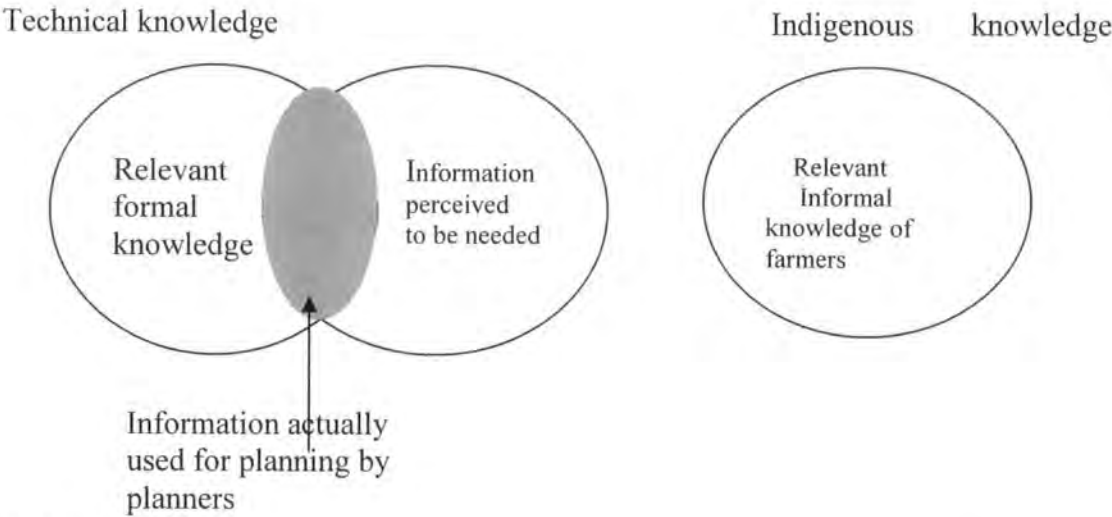 Technical knowledge
Indigenous knowledge
Relevant
formal
knowledge
Information
perceived
to be needed
Relevant
Informal
knowledge of
farmers
Information actually
used for planning by
planners